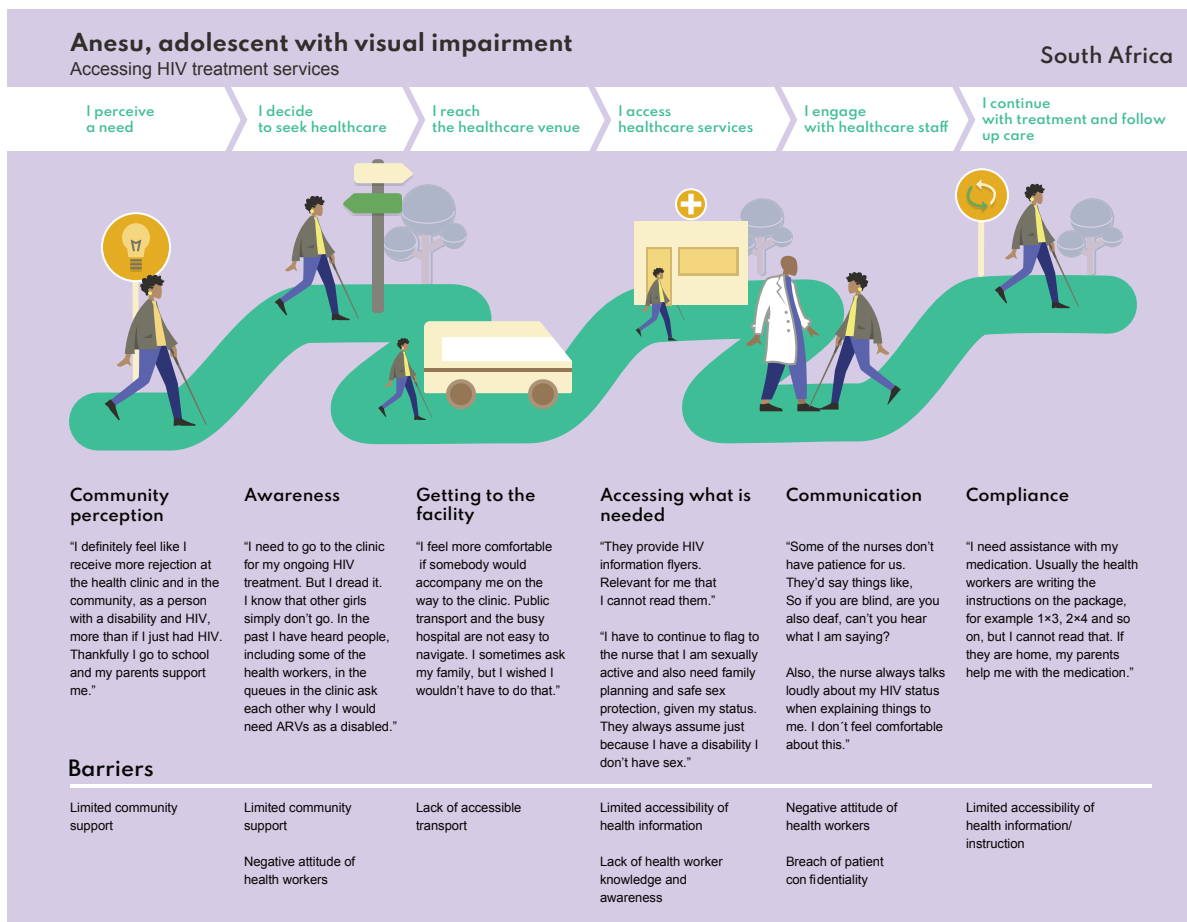 Anesu, adolescent with visual impairment
Accessing HIV treatment services
South Africa
I perceive
a need
I decide
to seek healthcare
I reach
the healthcare venue
I access
healthcare services
I engage
with healthcare staff
I continue
with treatment and follow
up care
Community
perception
“I definitely feel like I
receive more rejection at
the health clinic and in the
community, as a person
with a disability and HIV,
more than if I just had HIV.
Thankfully I go to school
and my parents support
me.”
Awareness
“I need to go to the clinic
for my ongoing HIV
treatment. But I dread it.
I know that other girls
simply don’t go. In the
past I have heard people,
including some of the
health workers, in the
queues in the clinic ask
each other why I would
need ARVs as a disabled.”
Getting to the
facility
“I feel more comfortable
if somebody would
accompany me on the
way to the clinic. Public
transport and the busy
hospital are not easy to
navigate. I sometimes ask
my family, but I wished I
wouldn’t have to do that.”
Accessing what is
needed
“They provide HIV
information flyers.
Relevant for me that
I cannot read them.”
“I have to continue to flag to
the nurse that I am sexually
active and also need family
planning and safe sex
protection, given my status.
They always assume just
because I have a disability I
don’t have sex.”
Communication
“Some of the nurses don’t
have patience for us.
They’d say things like,
So if you are blind, are you
also deaf, can’t you hear
what I am saying?
Also, the nurse always talks
loudly about my HIV status
when explaining things to
me. I don´t feel comfortable
about this.”
Compliance
“I need assistance with my
medication. Usually the health
workers are writing the
instructions on the package,
for example 1×3, 2×4 and so
on, but I cannot read that. If
they are home, my parents
help me with the medication.”
Barriers
Limited community
support
Limited community
support
Negative attitude of
health workers
Lack of accessible
transport
Limited accessibility of
health information
Lack of health worker
knowledge and
awareness
Negative attitude of
health workers
Breach of patient
con fidentiality
Limited accessibility of
health information/
instruction